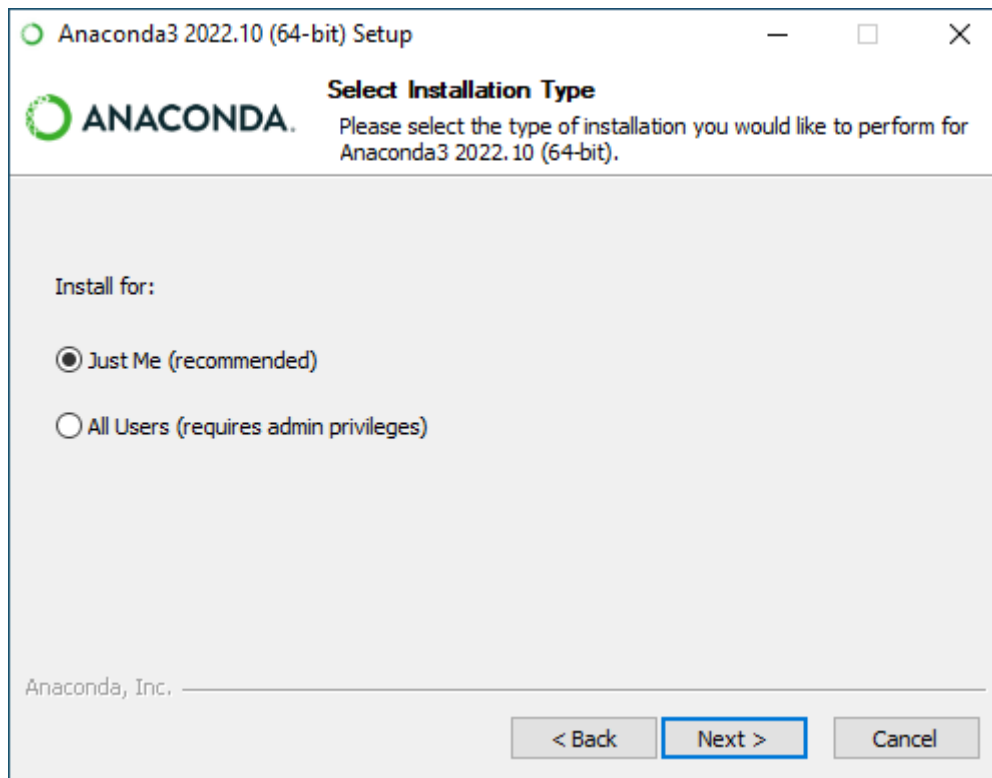 Anaconda3 2022.10 (64-bit) Setup
ANACONDA.
Select Installation Type
Please select the type of installation you would like to perform for
Anaconda3 2022.10 (64-bit).
Install for:
Just Me (recommended)
All Users (requires admin privileges)
Anaconda, Inc.
< Back Next > Cancel